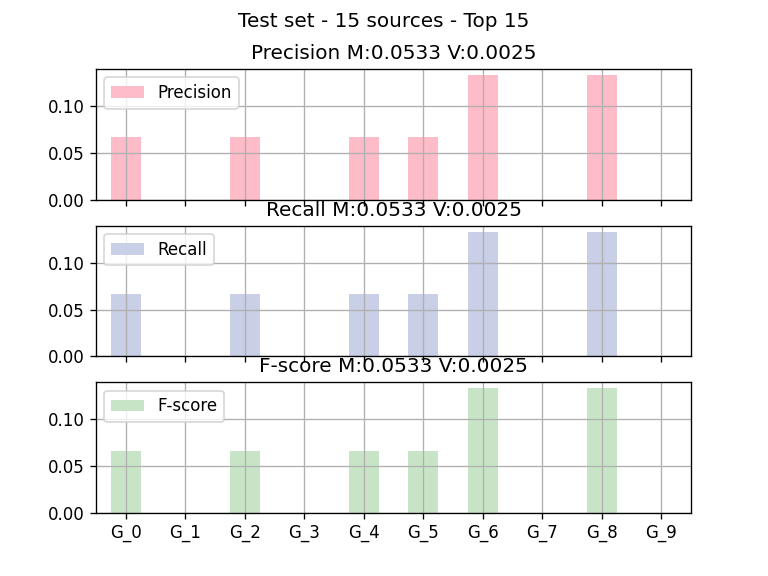 Test set - 15 sources - Top 15
Precision M:0.0533 V:0.0025
Precision
0.10
0.05
0.00
Recall M:0.0533 V:0.0025
Recall
0.10
0.05
0.00
F-score M:0.0533 V:0.0025
F-score
0.10
0.05
0.00
G_0 G_1 G_2 G_3 G_4 G_5 G_6 G_7 G_8 G_9